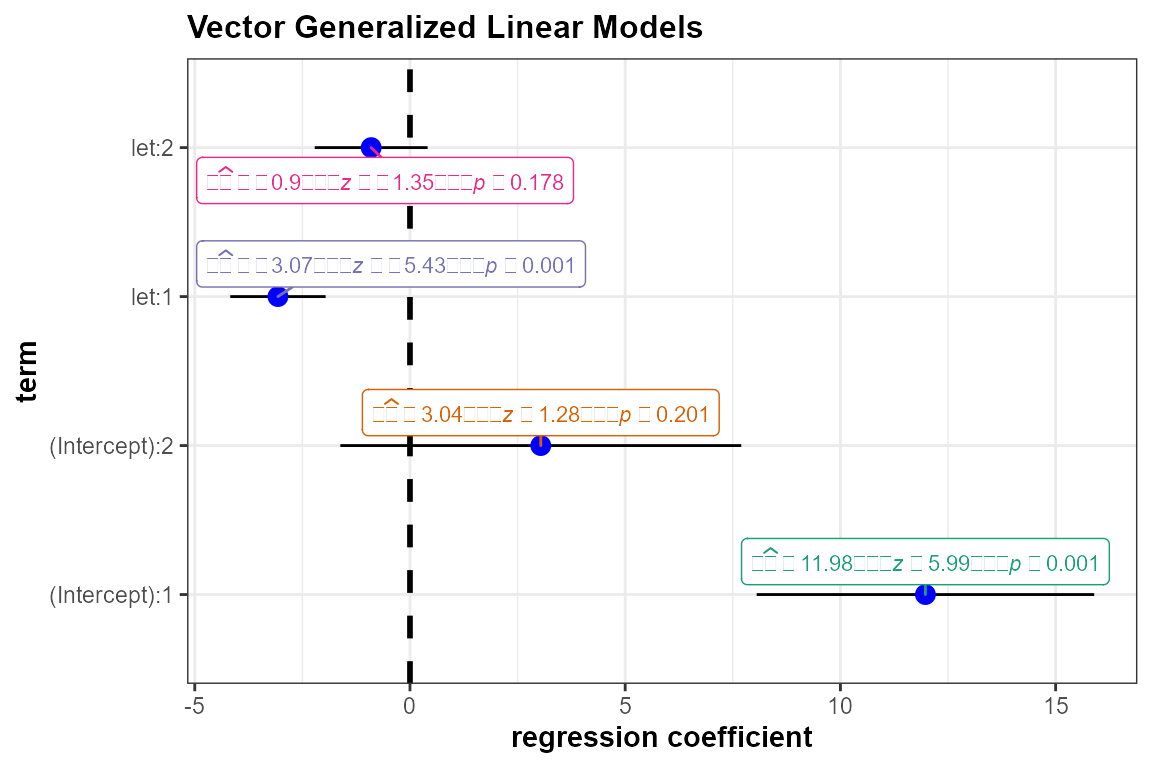 Vector Generalized Linear Models
let:2
□□ □ □0.9□□□z □ □1.35□□□p □ 0.178
□□ □ □3.07□□□z □ □5.43□□□p □ 0.001
let:1
□□ □ 3.04□□□z □ 1.28□□□p □ 0.201
(Intercept):2
□□ □ 11.98□□□z □ 5.99□□□p □ 0.001
(Intercept):1
term
-5 0 5 10 15
regression coefficient